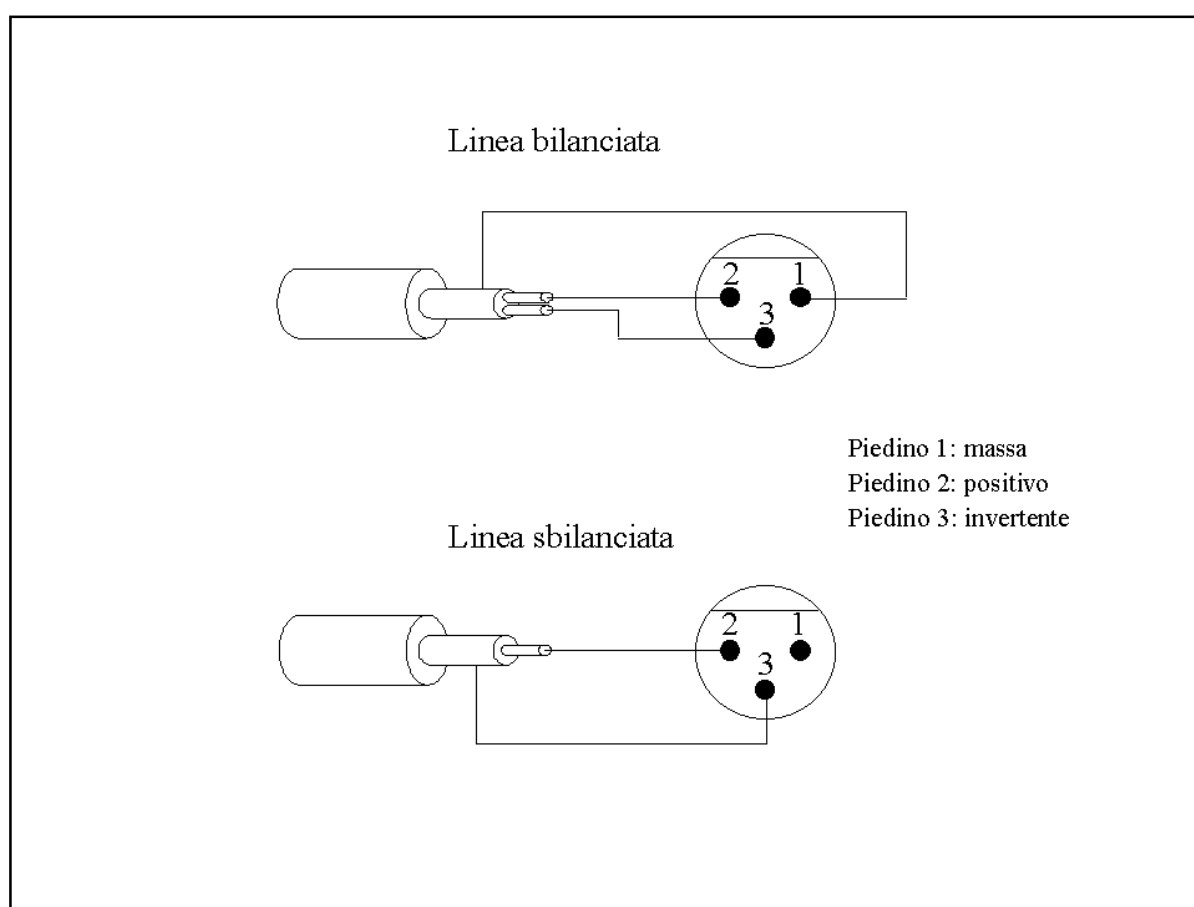 Linea bilanciata
2 1
3
Piedino 1: massa
Piedino 2: positivo
Piedino 3: invertente
Linea sbilanciata
2 1
3